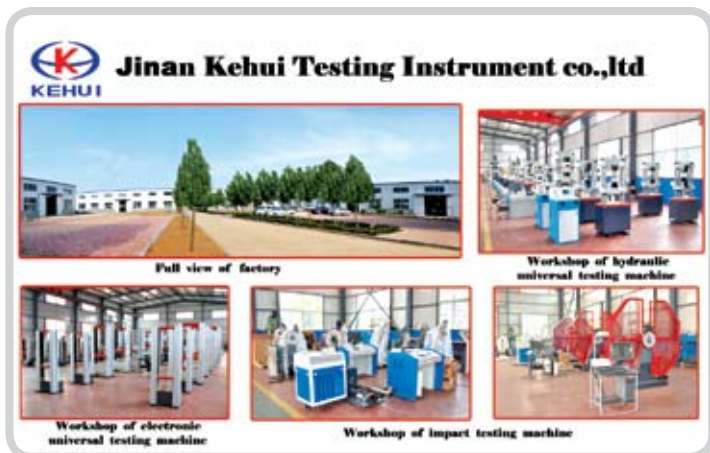 K
KEHUI
Jinan Kehui Testing Instrument co.,ltd
Full view of factory
Workshop of hydraulic
universal testing machine
Workshop of electronic
universal testing machine
Workshop of impact testing machine